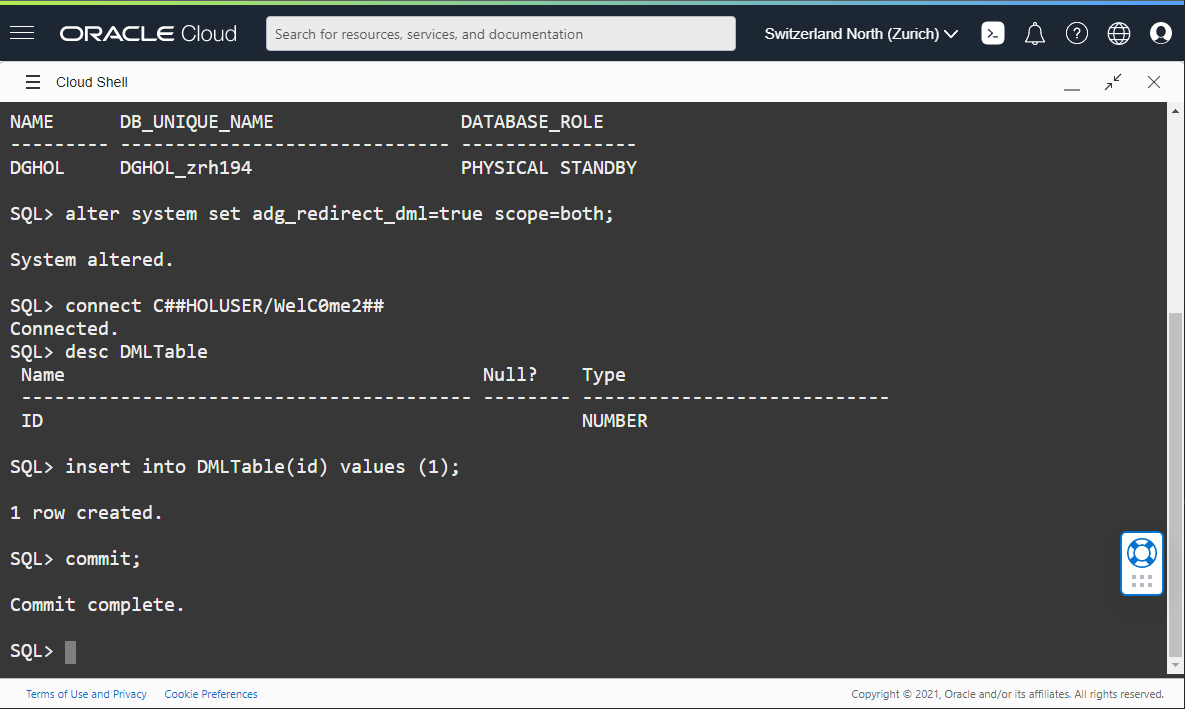 ORACLE Cloud
Search for resources, services, and documentation
Switzerland North (Zurich)
Cloud Shell
NAME      DB_UNIQUE_NAME                 DATABASE_ROLE
--------- ------------------------------ ----------------
DGHOL     DGHOL_zrh194                   PHYSICAL STANDBY
SQL> alter system set adg_redirect_dml=true scope=both;
System altered.
SQL> connect C##HOLUSER/WelC0me2##
Connected.
SQL> desc DMLTable
 Name                                      Null?    Type
 ----------------------------------------- -------- ----------------------------
 ID                                                 NUMBER
SQL> insert into DMLTable(id) values (1);
1 row created.
SQL> commit;
Commit complete.
SQL>
Terms of Use and Privacy
Cookie Preferences
Copyright © 2021, Oracle and/or its affiliates. All rights reserved.